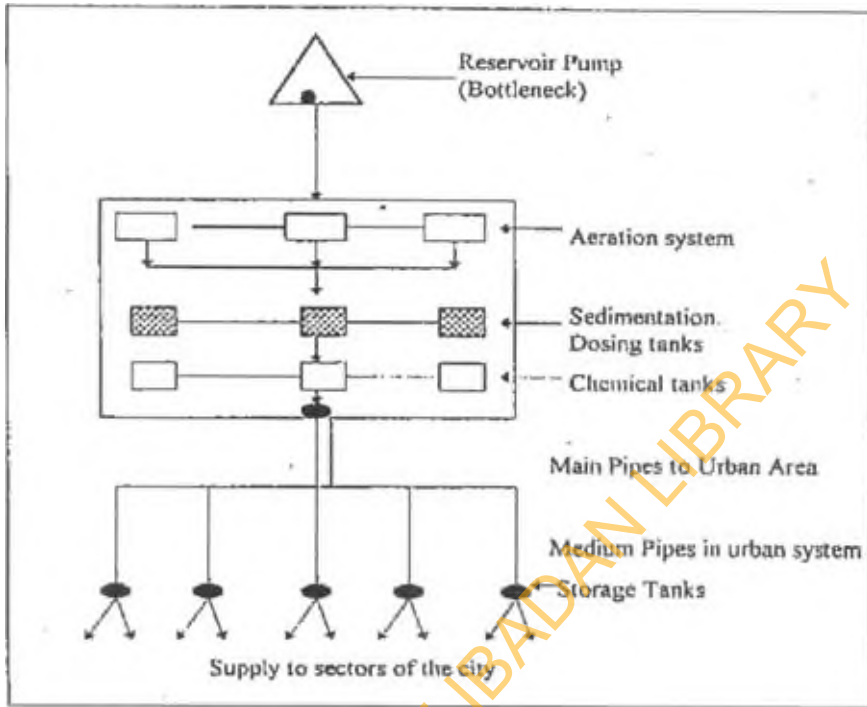 Reservoir Pump
(Bottleneck)
Aeration system
Sedimentation.
Dosing tanks
Chemical tanks
Main Pipes to Urban Area
Medium Pipes in urban system
Storage Tanks
Supply to sectors of the city
IBADAN LIBRARY